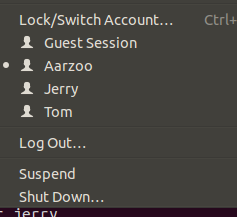 Lock/Switch Account… Ctrl+
Guest Session
Aarzoo
Jerry
Tom
Log Out…
Suspend
Shut Down…
jerry